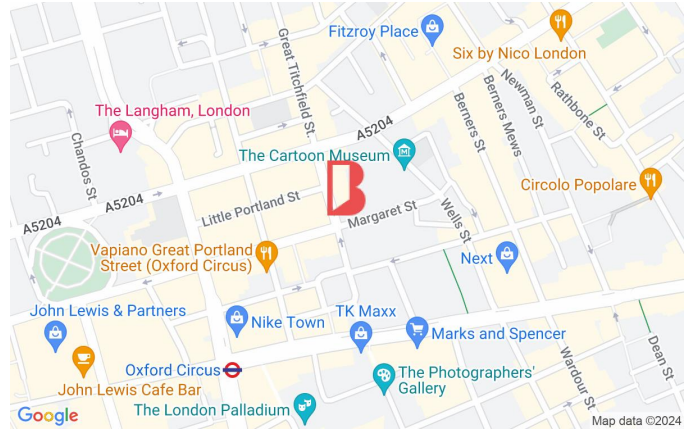 Fitzroy Place
Six by Nico London
Great Titchfield St.
Newman St
Rathbone St
Berners Mews
Berners St
The Langham, London
A5204
Chandos St
The Cartoon Museum
Circolo Popolare
A5204
A5204
Little Portland St
B
Margaret St
Wells St
Vapiano Great Portland
Street (Oxford Circus)
Next
John Lewis & Partners
Nike Town
TK Maxx
Marks and Spencer
Wardour St
Dean St
Oxford Circus
John Lewis Cafe Bar
The Photographers'
Gallery
The London Palladium
Google
Map data ©2024